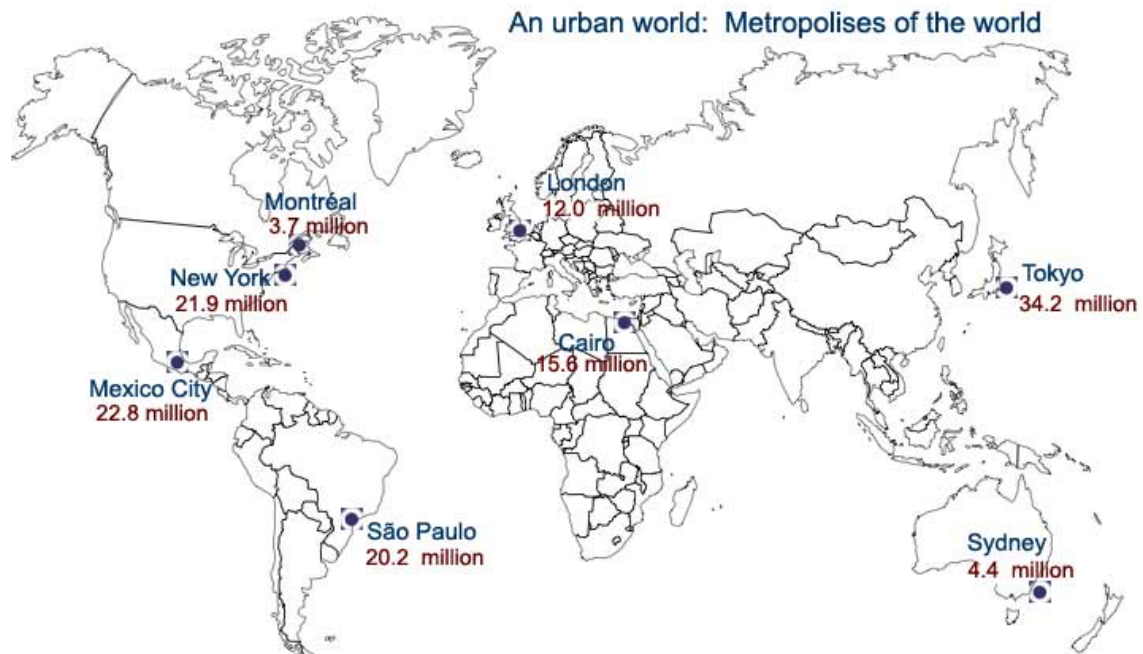 An urban world: Metropolises of the world
London
12.0 million
Montréal
3.7 million
New York
21.9 million
Tokyo
34.2 million
Cairo
15.6 million
Mexico City
22.8 million
São Paulo
20.2 million
Sydney
4.4 million